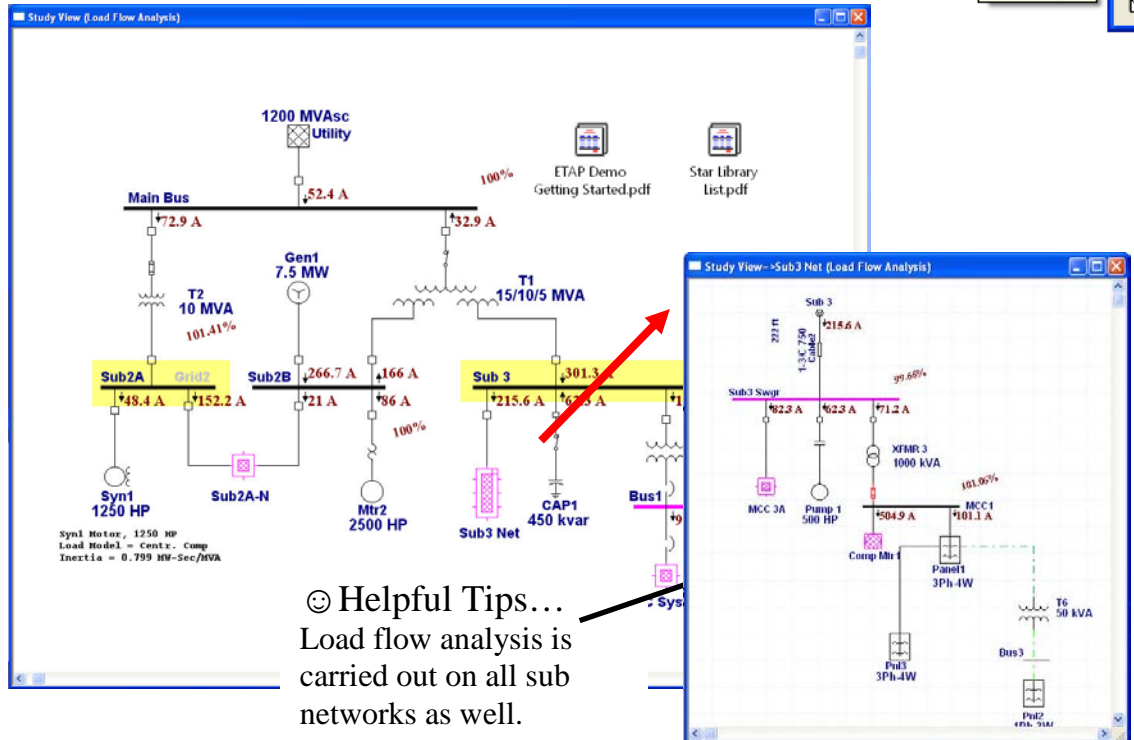 Study View (Load Flow Analysis)
1200 MVAsc
Utility
ETAP Demo
Getting Started.pdf
Star Library
List.pdf
100%
52.4 A
Main Bus
72.9 A
32.9 A
Gen1
7.5 MW
T2
10 MVA
T1
15/10/5 MVA
101.41%
Sub2A
Grid2
Sub2B
266.7 A
166 A
Sub 3
301.3
48.4 A
152.2 A
21 A
86 A
215.6 A
100%
Syn1
1250 HP
Sub2A-N
Mtr2
2500 HP
Sub3 Net
CAP1
450 kvar
Bus1
Syn1 Motor, 1250 HP
Load Model = Centr. Comp
Inertia = 0.799 MW-Sec/MVA
☺ Helpful Tips…
Load flow analysis is
carried out on all sub
networks as well.
Study View->Sub3 Net (Load Flow Analysis)
Sub 3
215.6 A
222 ft
1-3/C 750
Cable2
99.66%
Sub3 Swgr
82.3 A
62.3 A
71.2 A
XFMR 3
1000 kVA
101.06%
MCC 3A
Pump 1
500 HP
MCC1
504.9 A
101.1 A
Comp Mtr1
Panel1
3Ph-4W
T6
50 kVA
Pnl3
3Ph-4W
Bus3
Pnl2